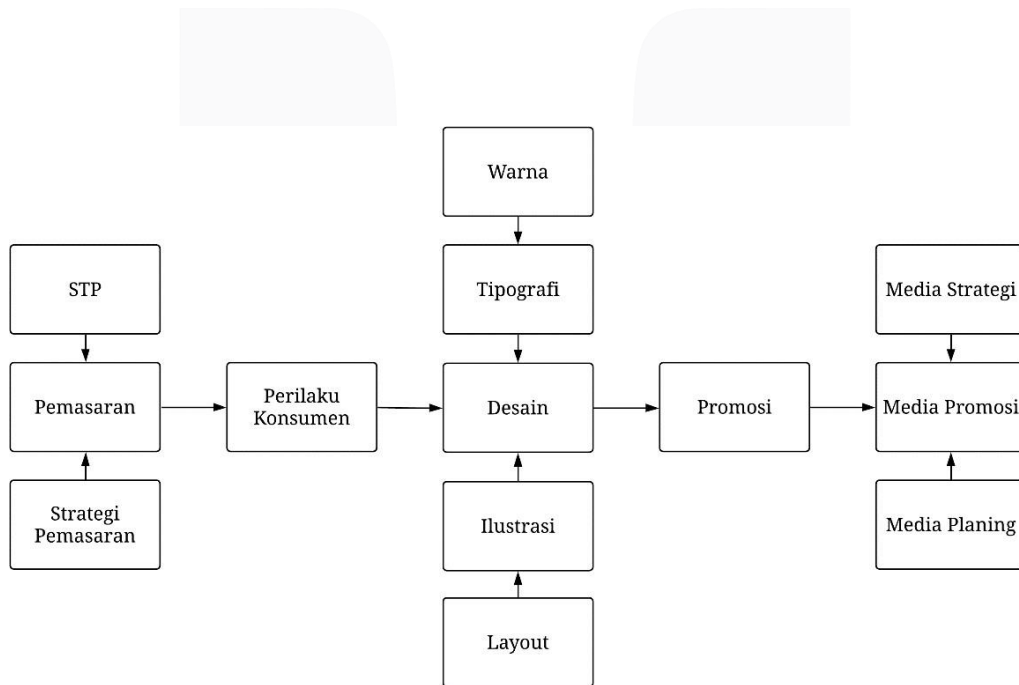 Warna
STP
Tipografi
Media Strategi
Pemasaran
Perilaku
Konsumen
Desain
Promosi
Media Promosi
Strategi
Pemasaran
Ilustrasi
Media Planing
Layout